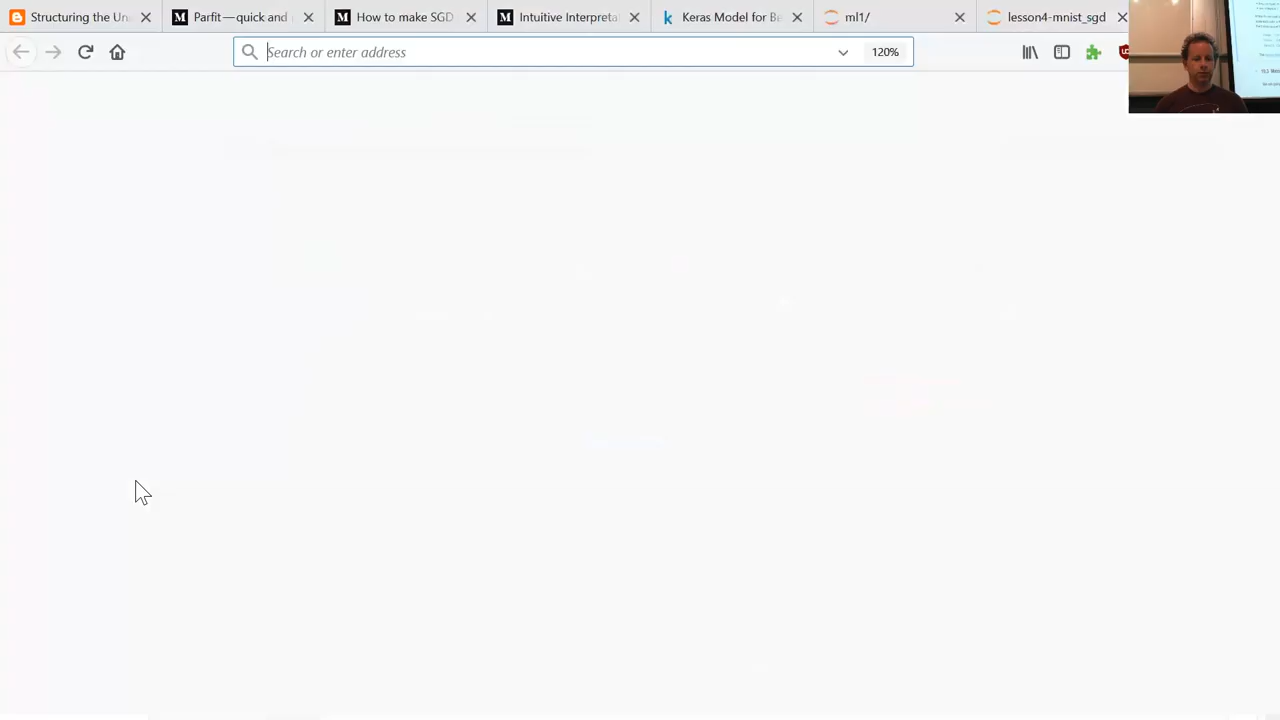 Structuring the Un
Parfit—quick and
How to make SGD
Intuitive Interpreta
Keras Model for B
ml1/
lesson4-mnist_sgd
Search or enter address
120%